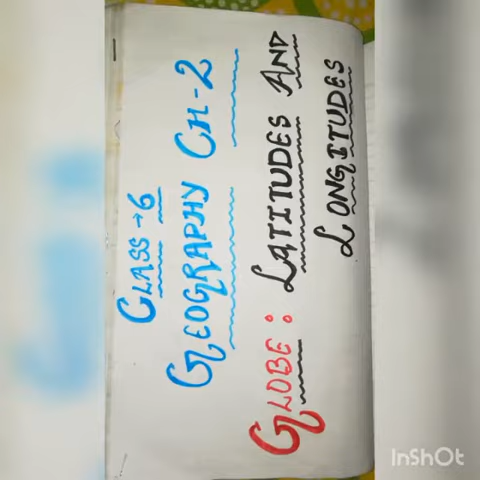 CLASS → 6
GEOGRAPHY CH-2
GLOBE : LATITUDES AND
LONGITUDES
InShOt